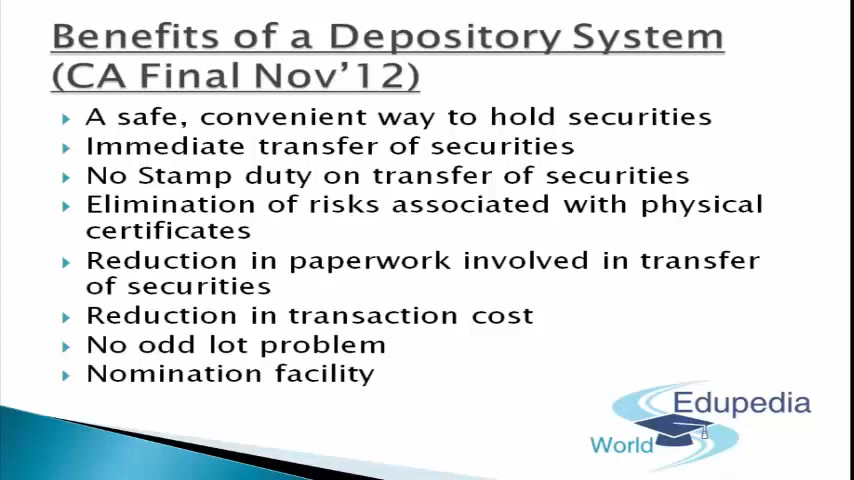 Benefits of a Depository System
(CA Final Nov’12)
A safe, convenient way to hold securities
Immediate transfer of securities
No Stamp duty on transfer of securities
Elimination of risks associated with physical
certificates
Reduction in paperwork involved in transfer
of securities
Reduction in transaction cost
No odd lot problem
Nomination facility
Edupedia
World